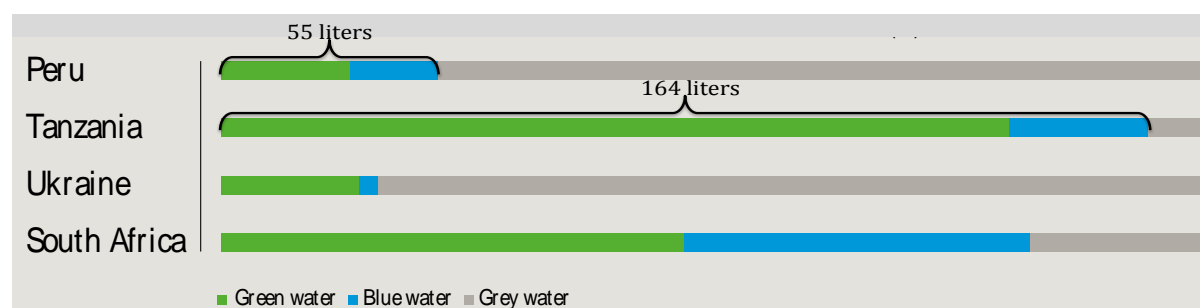 55 liters
Peru
164 liters
Tanzania
Ukraine
South Africa
Green water Blue water Grey water